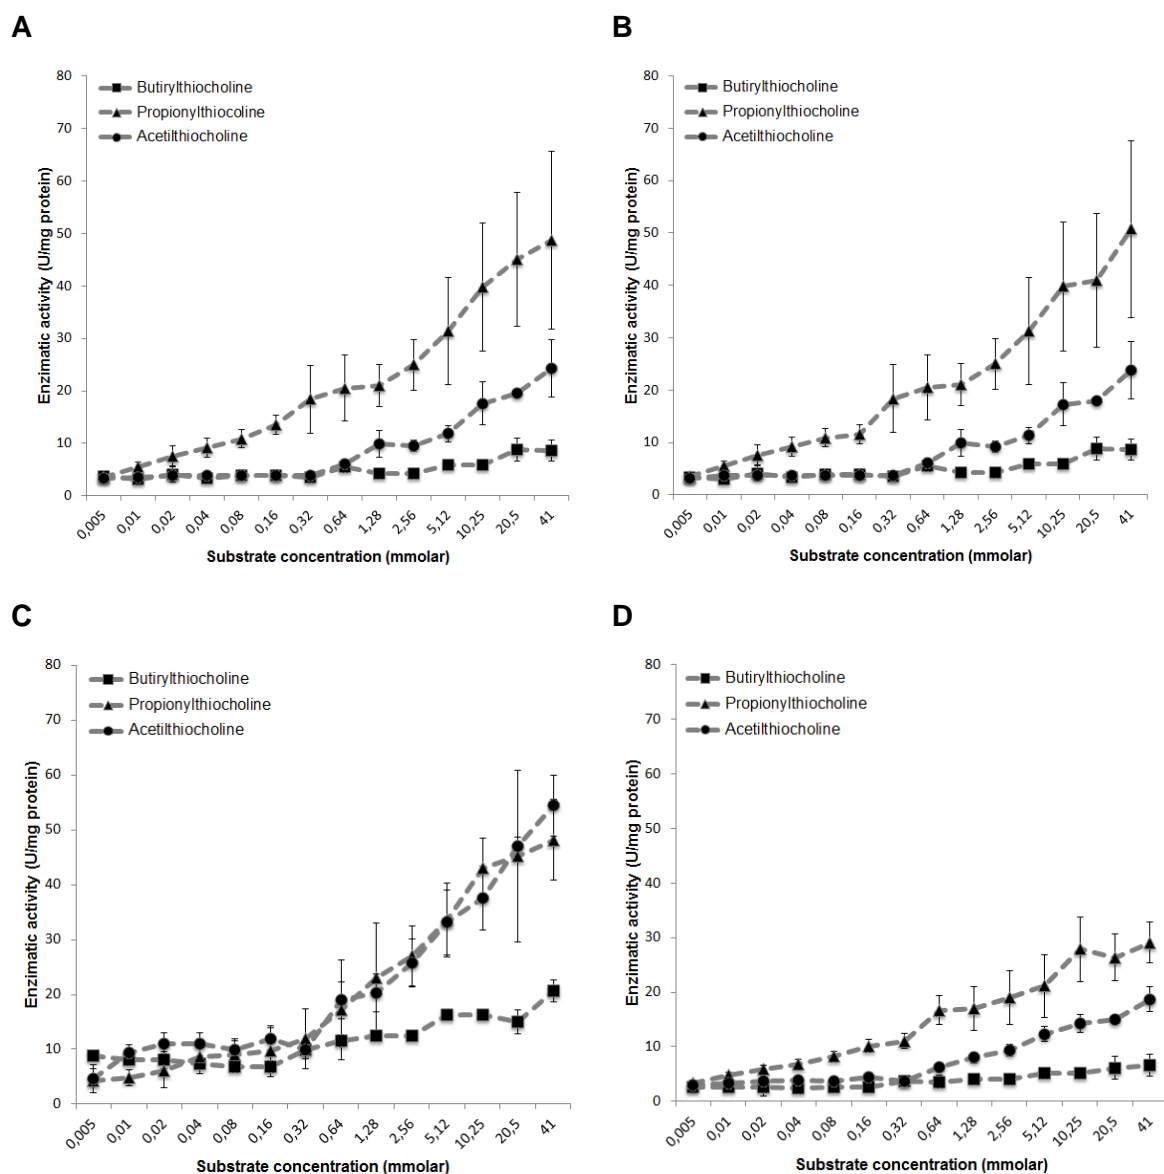 A
Butirylthiocholine
Propionylthiocoline
Acetilthiocholine
Enzimatic activity (U/mg protein)
80
70
60
50
40
30
20
10
0
0,005 0,01 0,02 0,04 0,08 0,16 0,32 0,64 1,28 2,56 5,12 10,25 20,5 41
Substrate concentration (mmolar)
B
Butirylthiocholine
Propionylthiocholine
Acetilthiocholine
Enzimatic activity (U/mg protein)
80
70
60
50
40
30
20
10
0
0,005 0,01 0,02 0,04 0,08 0,16 0,32 0,64 1,28 2,56 5,12 10,25 20,5 41
Substrate concentration (mmolar)
C
Butirylthiocholine
Propionylthiocholine
Acetilthiocholine
Enzimatic activity (U/mg protein)
80
70
60
50
40
30
20
10
0
0,005 0,01 0,02 0,04 0,08 0,16 0,32 0,64 1,28 2,56 5,12 10,25 20,5 41
Substrate concentration (mmolar)
D
Butirylthiocholine
Propionylthiocholine
Acetilthiocholine
Enzimatic activity (U/mg protein)
80
70
60
50
40
30
20
10
0
0,005 0,01 0,02 0,04 0,08 0,16 0,32 0,64 1,28 2,56 5,12 10,25 20,5 41
Substrate concentration (mmolar)